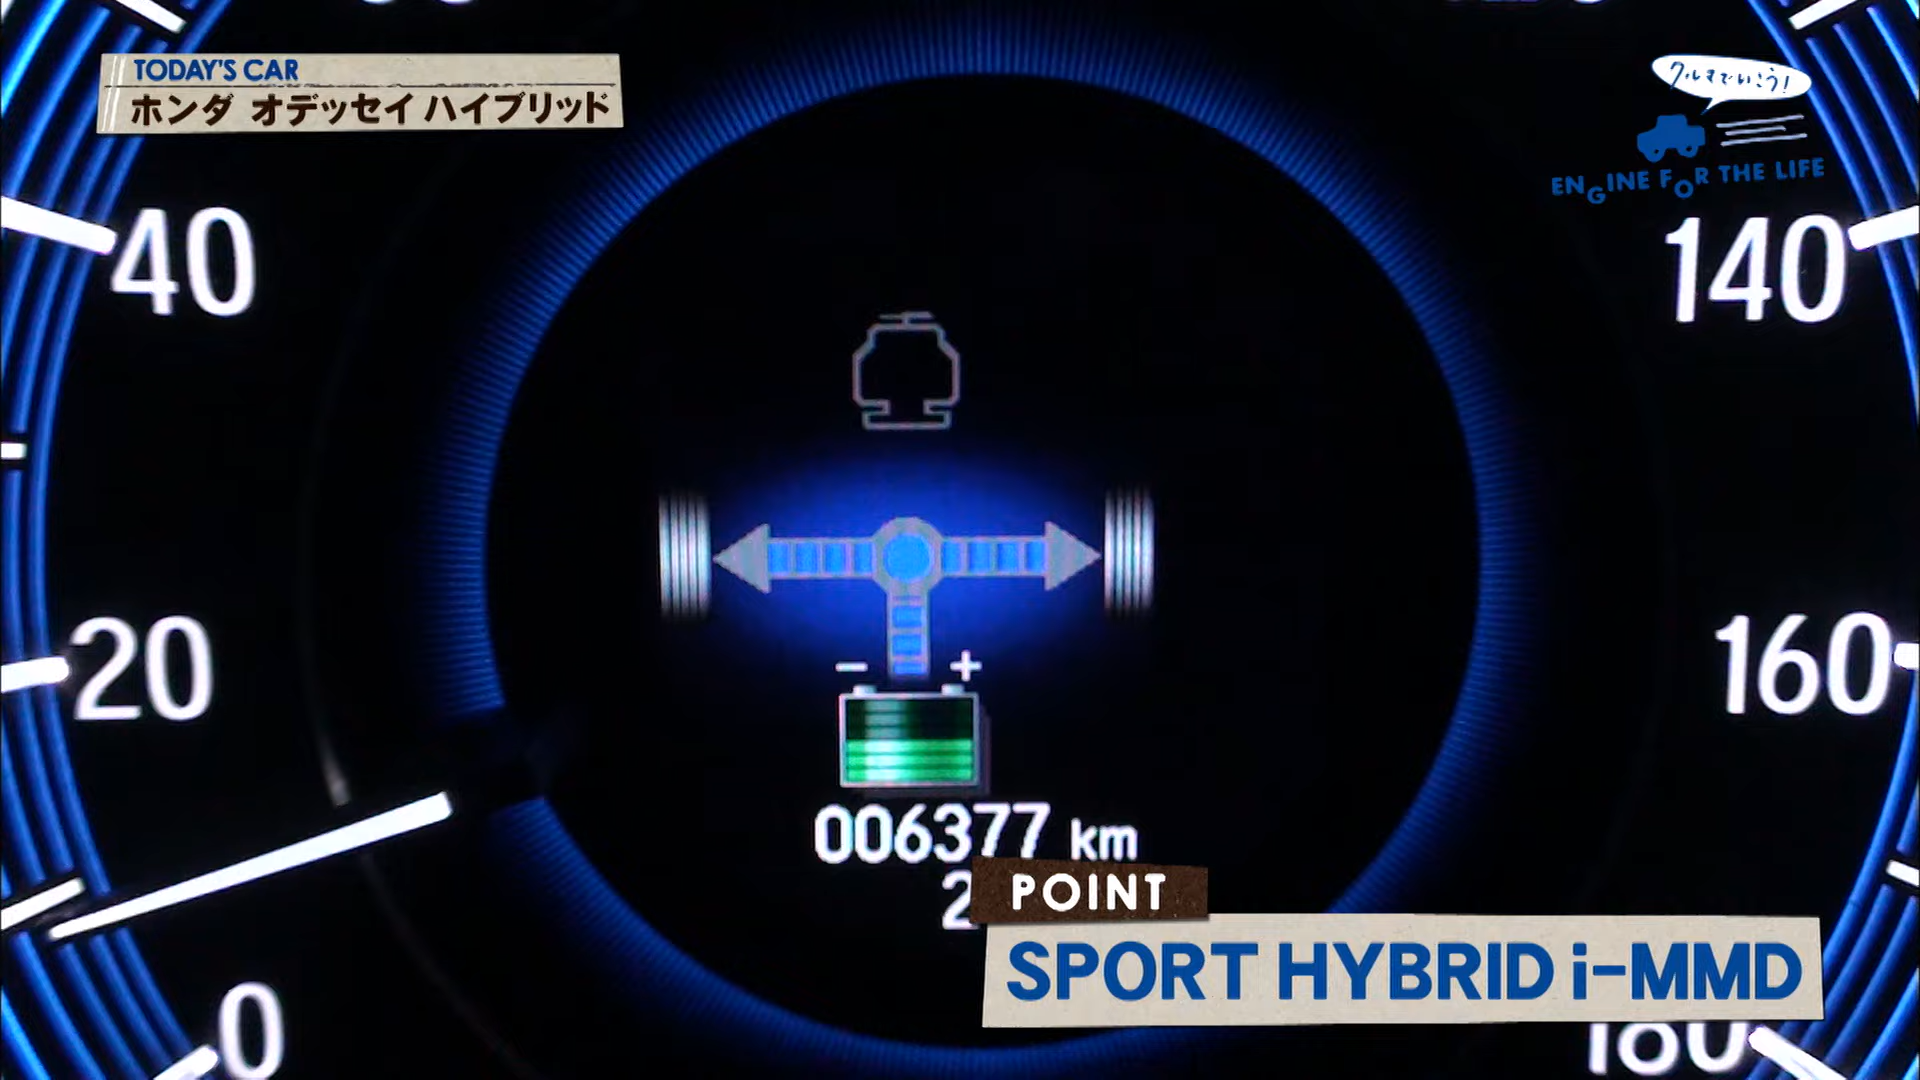 TODAY'S CAR
ホンダ オデッセイ ハイブリッド
クルマでいこう!
ENGINE FOR THE LIFE
40
140
20
160
- +
006377 km
2
POINT
SPORT HYBRID i-MMD
0
180